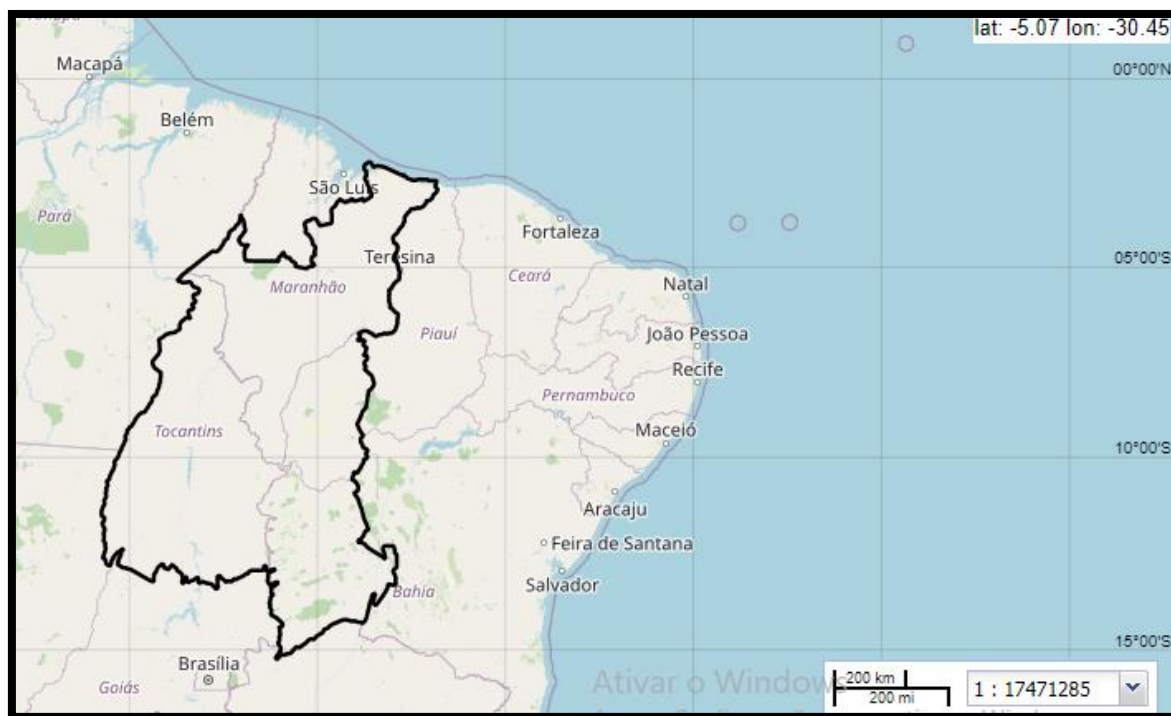 lat: -5.07 lon: -30.45
Macapá
00°00'N
Belém
São Luís
Pará
Fortaleza
Teresina
Ceará
05°00'S
Maranhão
Natal
Piauí
João Pessoa
Recife
Pernambuco
Tocantins
Maceió
10°00'S
Aracaju
Feira de Santana
Salvador
Bahia
15°00'S
Brasília
Goiás
Ativar o Windows
200 km
200 mi
1 : 17471285